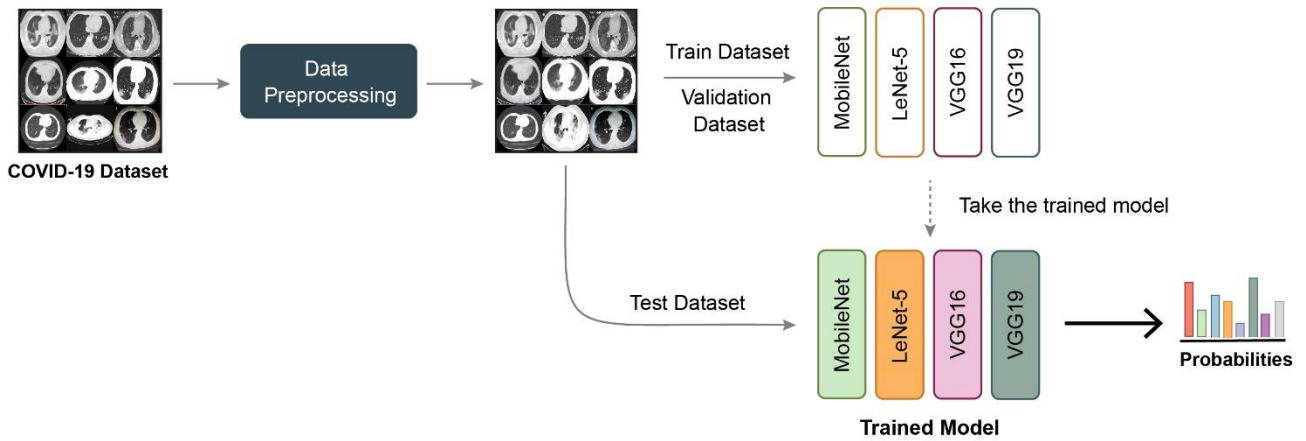 COVID-19 Dataset
Data
Preprocessing
Train Dataset
Validation
Dataset
MobileNet
LeNet-5
VGG16
VGG19
Take the trained model
Test Dataset
MobileNet
LeNet-5
VGG16
VGG19
Trained Model
Probabilities